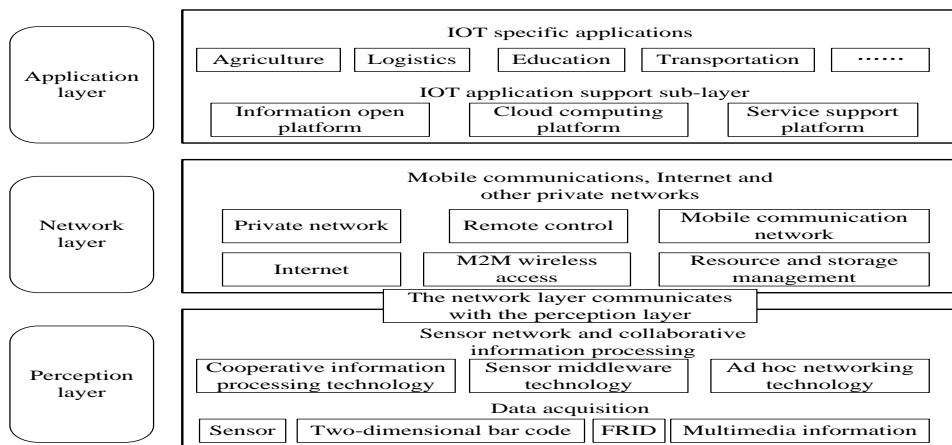 IOT specific applications
Agriculture
Logistics
Education
Transportation
······
Application
layer
IOT application support sub-layer
Information open
platform
Cloud computing
platform
Service support
platform
Mobile communications, Internet and
other private networks
Network
layer
Private network
Remote control
Mobile communication
network
Internet
M2M wireless
access
Resource and storage
management
The network layer communicates
with the perception layer
Sensor network and collaborative
information processing
Perception
layer
Cooperative information
processing technology
Sensor middleware
technology
Ad hoc networking
technology
Data acquisition
Sensor
Two-dimensional bar code
FRID
Multimedia information